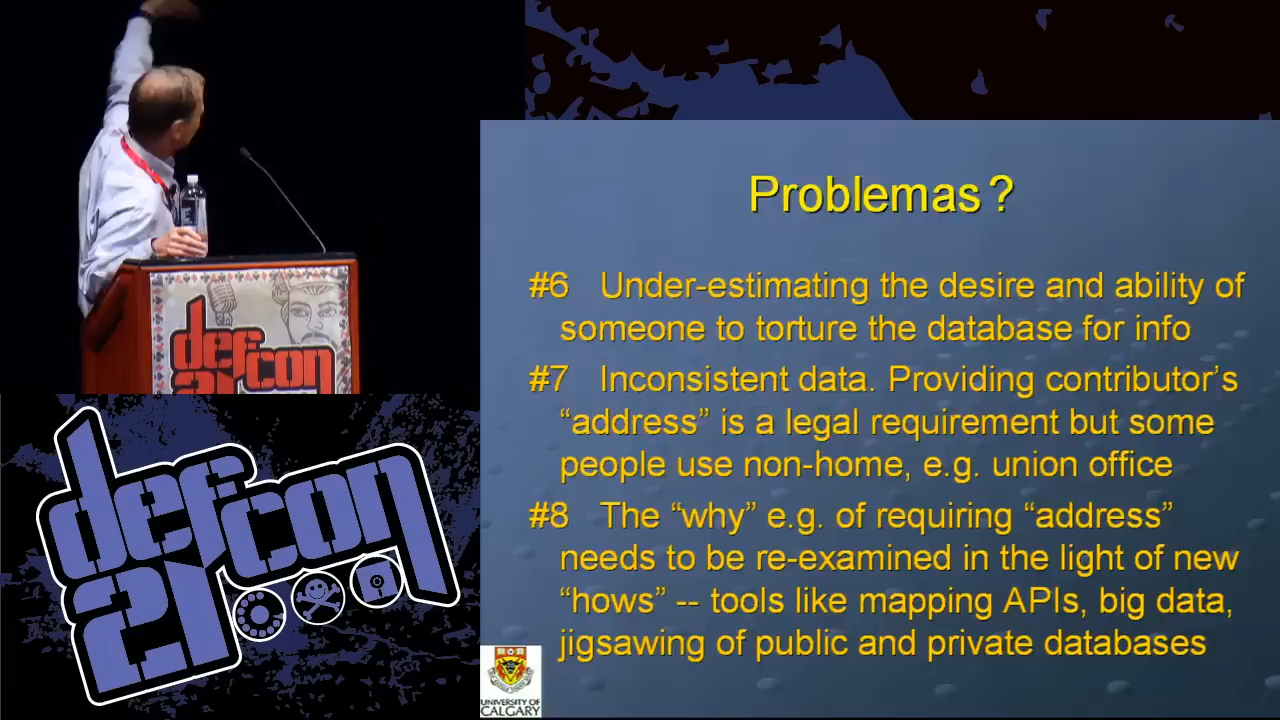 Problemas ?
#6 Under-estimating the desire and ability of
someone to torture the database for info
#7 Inconsistent data. Providing contributor's
“address” is a legal requirement but some
people use non-home, e.g. union office
#8 The “why” e.g. of requiring “address”
needs to be re-examined in the light of new
“hows” -- tools like mapping APIs, big data,
jigsawing of public and private databases
UNIVERSITY OF
CALGARY
defcon
21
defcon
21